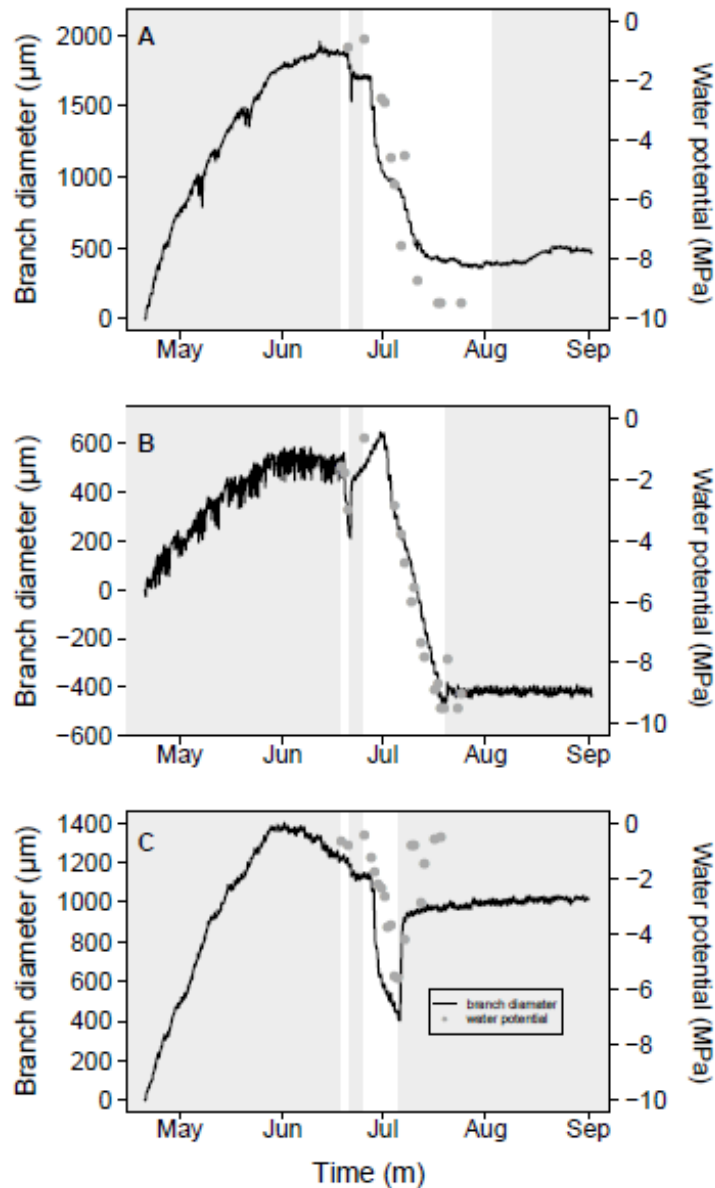 A
Branch diameter (µm)
2000
1500
1000
500
0
0
−2
−4
−6
−8
−10
Water potential (MPa)
May Jun Jul Aug Sep
B
Branch diameter (µm)
600
400
200
0
−200
−400
−600
0
−2
−4
−6
−8
−10
Water potential (MPa)
May Jun Jul Aug Sep
C
Branch diameter (µm)
1400
1200
1000
800
600
400
200
0
0
−2
−4
−6
−8
−10
Water potential (MPa)
branch diameter
water potential
May Jun Jul Aug Sep
Time (m)